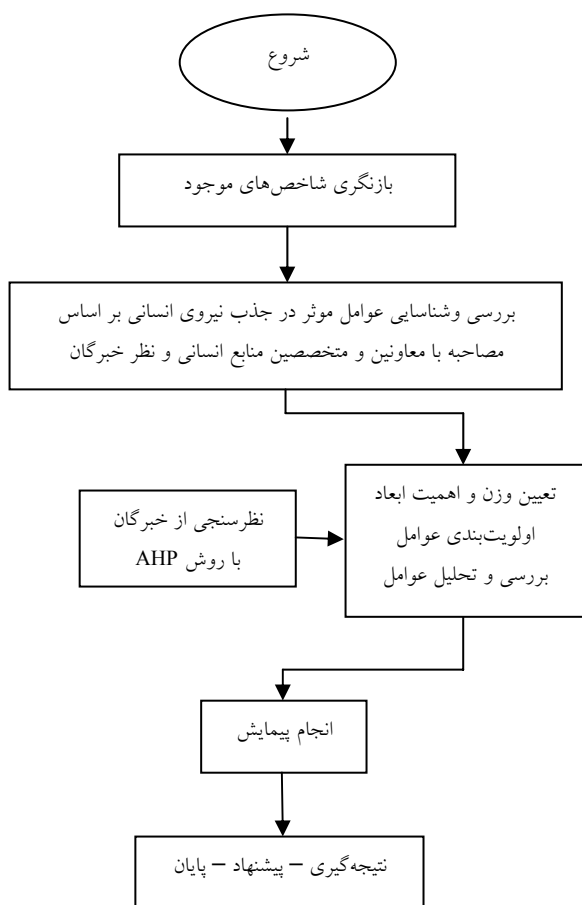 شروع
بازنگری شاخص‌های موجود
بررسی وشناسایی عوامل موثر در جذب نیروی انسانی بر اساس
مصاحبه با معاونین و متخصصین منابع انسانی و نظر خبرگان
تعیین وزن و اهمیت ابعاد
اولویت‌بندی عوامل
بررسی و تحلیل عوامل
نظرسنجی از خبرگان
با روش AHP
انجام پیمایش
نتیجه‌گیری – پیشنهاد – پایان